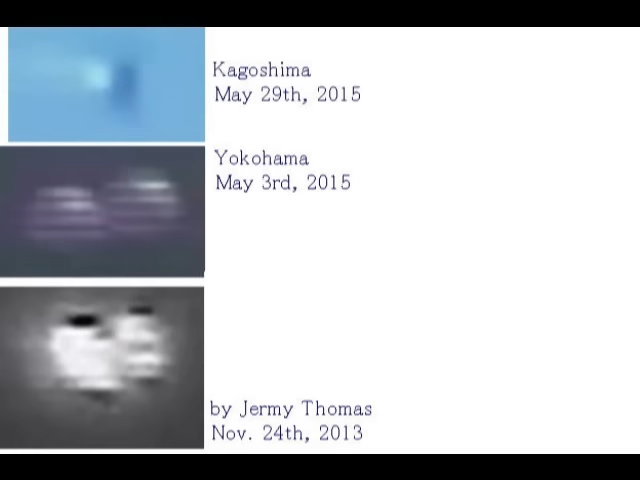 Kagoshima
May 29th, 2015
Yokohama
May 3rd, 2015
by Jermy Thomas
Nov. 24th, 2013